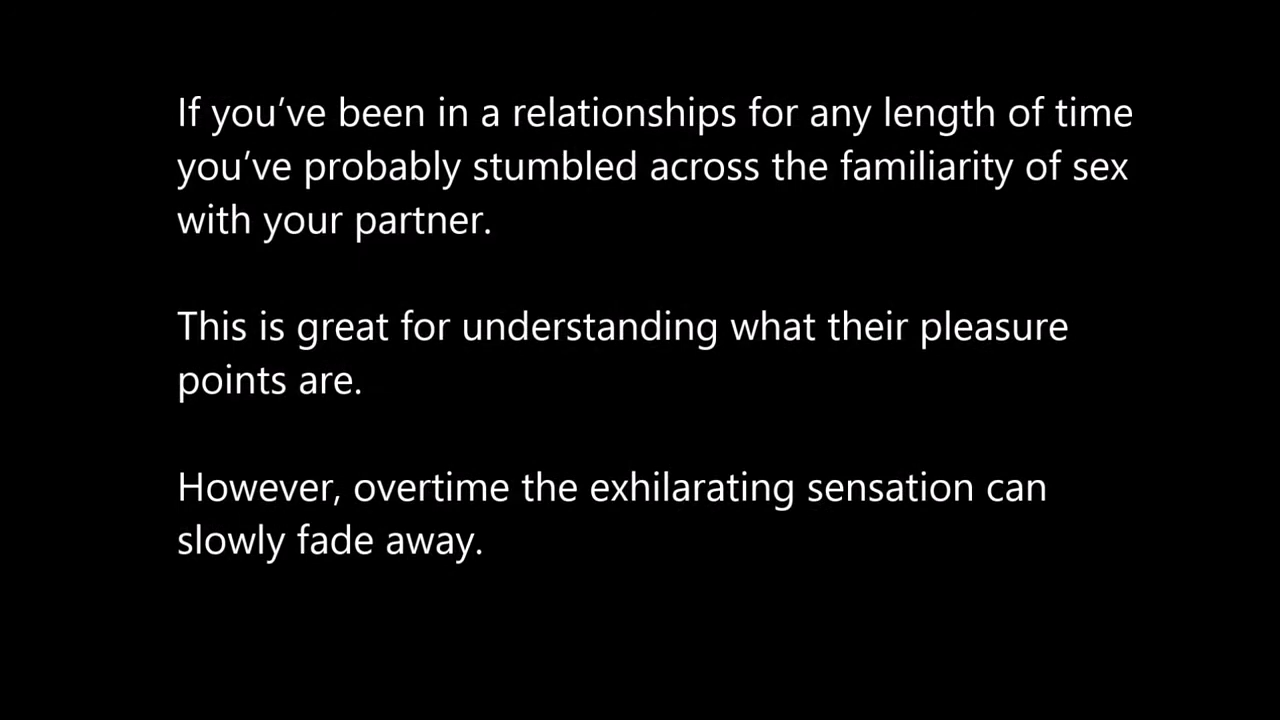 If you’ve been in a relationships for any length of time
you’ve probably stumbled across the familiarity of sex
with your partner.
This is great for understanding what their pleasure
points are.
However, overtime the exhilarating sensation can
slowly fade away.